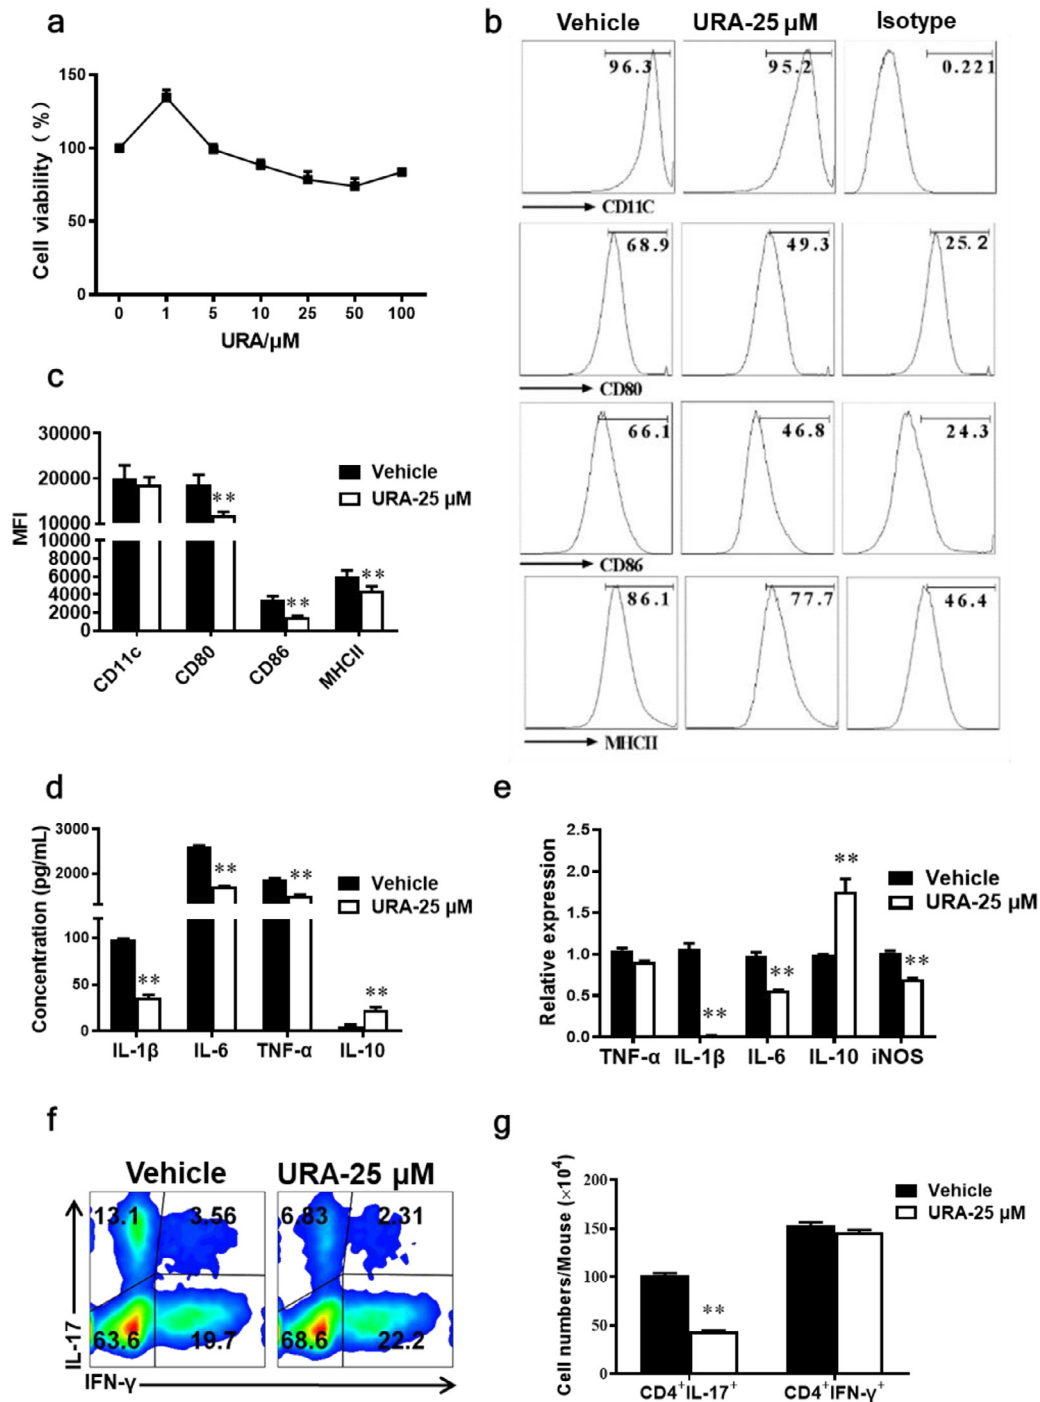 a
150
100
50
0
Cell viability ( %)
0 1 5 10 25 50 100
URA/μM
b
Vehicle URA-25 μM Isotype
96.3 95.2 0.221
CD11C
68.9 49.3 25.2
CD80
66.1 46.8 24.3
CD86
86.1 77.7 46.4
MHCII
c
30000
20000
10000
10000
8000
6000
4000
2000
0
MFI
Vehicle
URA-25 μM
**
**
**
CD11c CD80 CD86 MHCII
d
3000
2000
100
50
0
Concentration (pg/mL)
Vehicle
URA-25 μM
**
**
**
**
IL-1β IL-6 TNF-α IL-10
e
2.5
2.0
1.5
1.0
0.5
0.0
Relative expression
Vehicle
URA-25 μM
**
**
**
**
TNF-α IL-1β IL-6 IL-10 iNOS
f
Vehicle URA-25 μM
13.1 3.56 6.83 2.31
63.6 19.7 68.6 22.2
IL-17
IFN-γ
g
200
150
100
50
0
Cell numbers/Mouse (×10⁴)
Vehicle
URA-25 μM
**
CD4⁺IL-17⁺ CD4⁺IFN-γ⁺